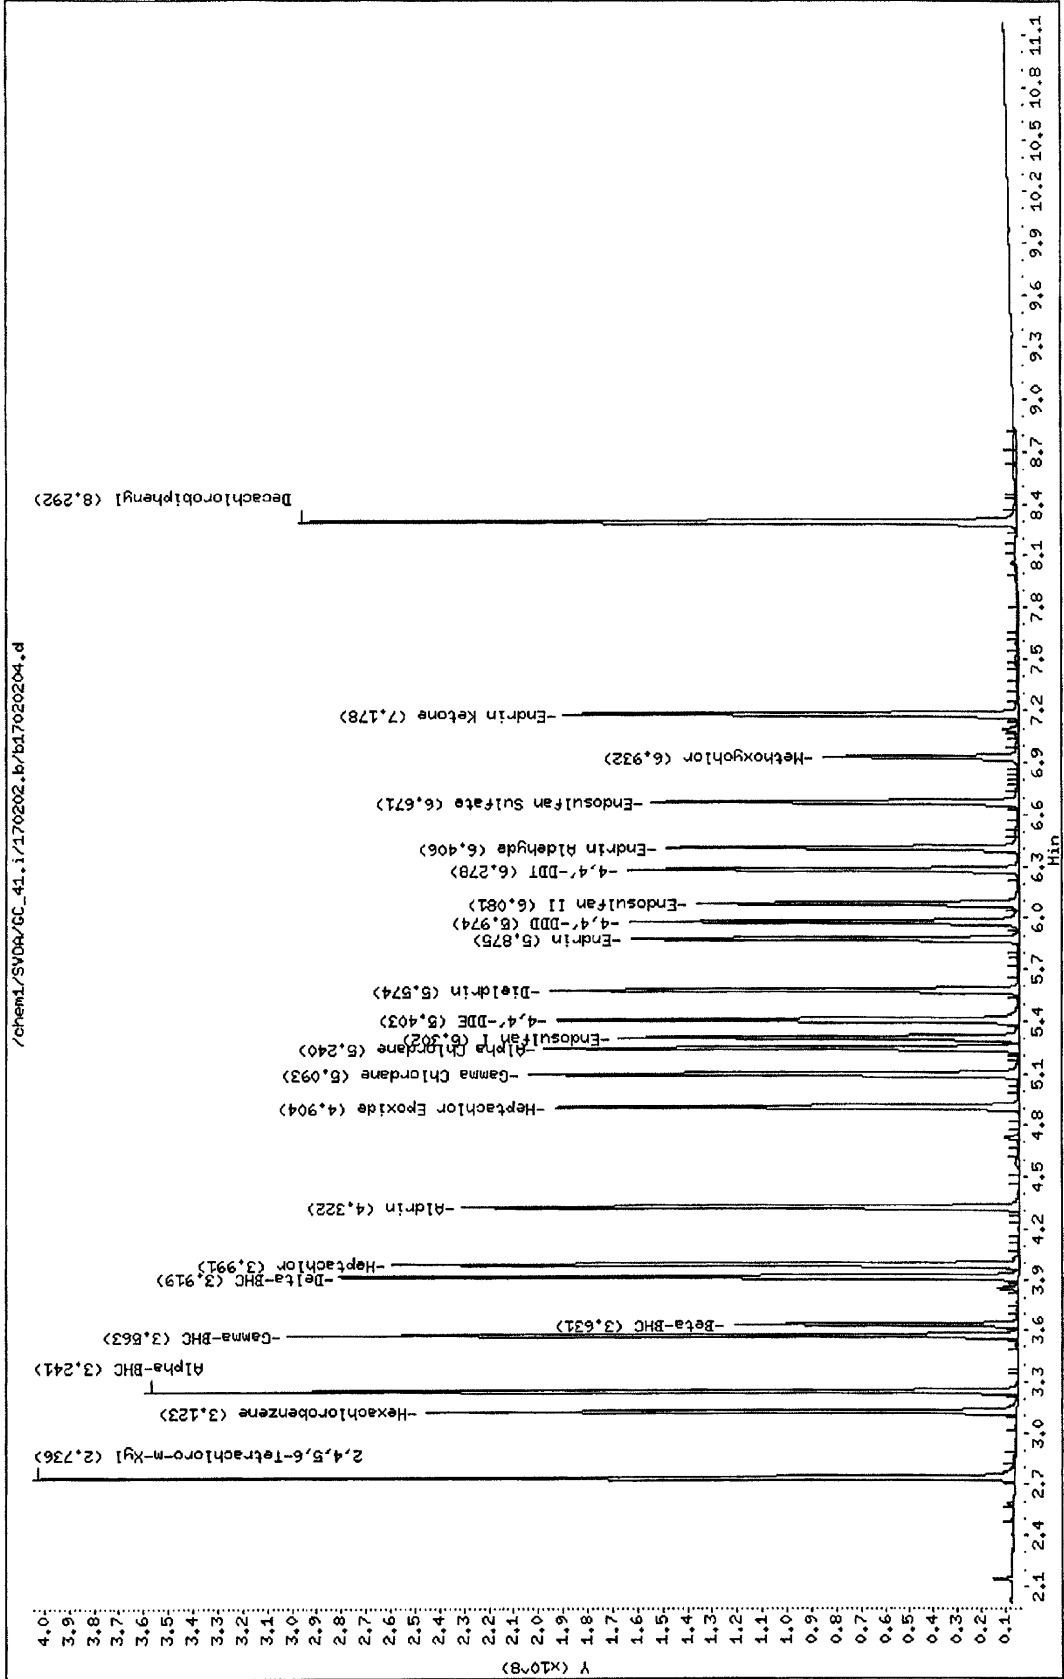 /chem1/SVOA/GC_41.i/170202.b/b17020204.d
Y (x10^8)
4.0
3.9
3.8
3.7
3.6
3.5
3.4
3.3
3.2
3.1
3.0
2.9
2.8
2.7
2.6
2.5
2.4
2.3
2.2
2.1
2.0
1.9
1.8
1.7
1.6
1.5
1.4
1.3
1.2
1.1
1.0
0.9
0.8
0.7
0.6
0.5
0.4
0.3
0.2
0.1
2,4,5,6-Tetrachloro-m-Xyl (2.736)
-Hexachlorobenzene (3.123)
Alpha-BHC (3.241)
-Gamma-BHC (3.563)
-Beta-BHC (3.631)
-Delta-BHC (3.919)
-Heptachlor (3.991)
-Aldrin (4.322)
-Heptachlor Epoxide (4.904)
-Gamma Chlordane (5.093)
-Alpha Chlordane (5.240)
-Endosulfan I (5.302)
-4,4'-DDE (5.403)
-Dieldrin (5.574)
-Endrin (5.875)
-4,4'-DDD (5.974)
-Endosulfan II (6.081)
-4,4'-DDT (6.278)
-Endrin Aldehyde (6.406)
-Endosulfan Sulfate (6.671)
-Methoxychlor (6.932)
-Endrin Ketone (7.178)
Decachlorobiphenyl (8.292)
2.1 2.4 2.7 3.0 3.3 3.6 3.9 4.2 4.5 4.8 5.1 5.4 5.7 6.0 6.3 6.6 6.9 7.2 7.5 7.8 8.1 8.4 8.7 9.0 9.3 9.6 9.9 10.2 10.5 10.8 11.1
Min